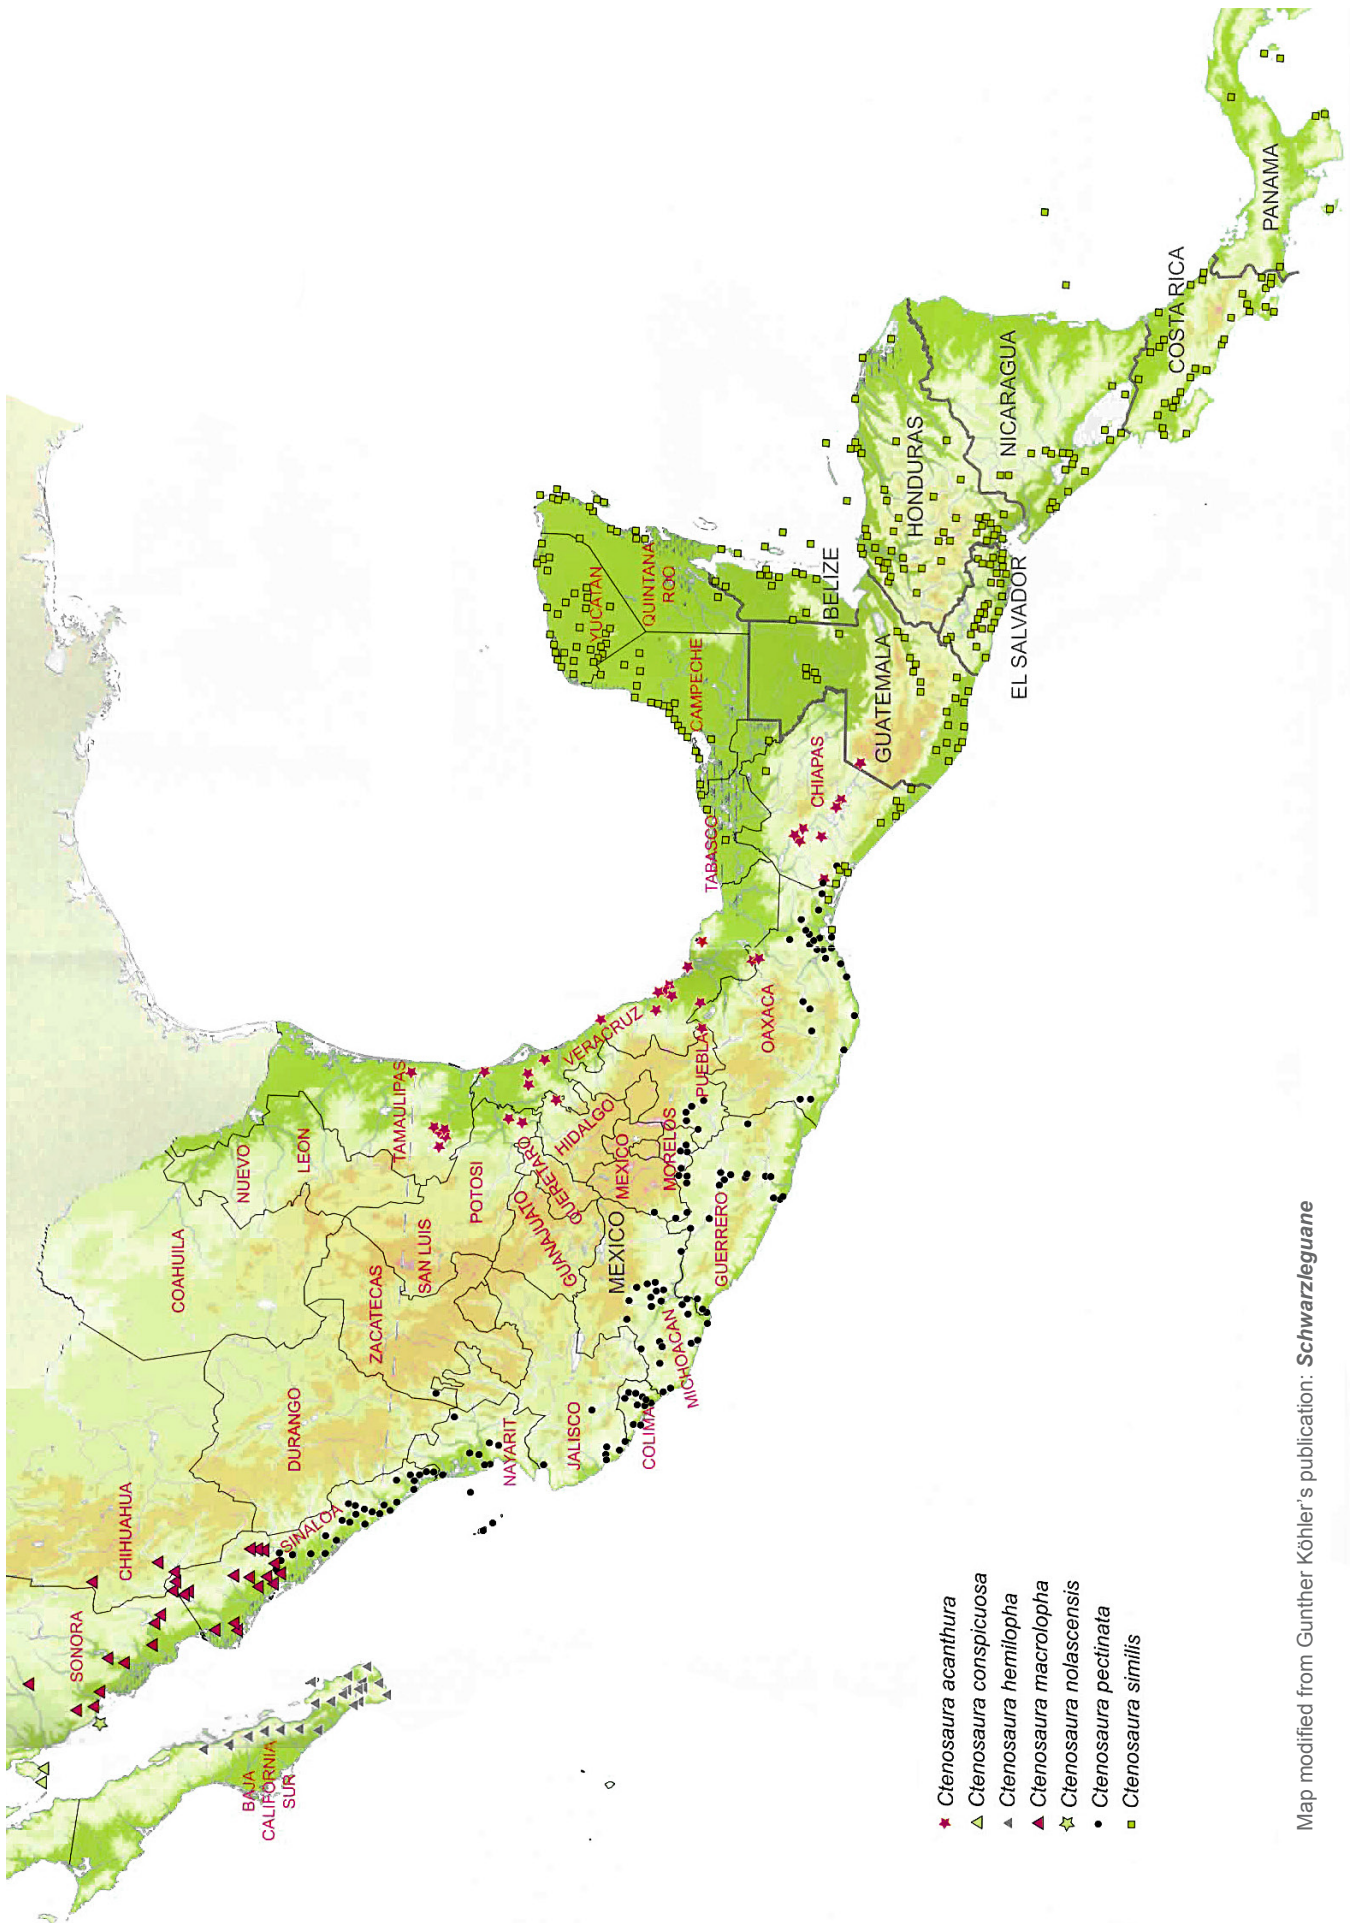 SONORA
CHIHUAHUA
COAHUILA
NUEVO
LEON
TAMAULIPAS
BAJA
CALIFORNIA
SUR
SINALOA
DURANGO
ZACATECAS
SAN LUIS
POTOSI
NAYARIT
JALISCO
GUANAJUATO
QUERETARO
HIDALGO
VERACRUZ
COLIMA
MICHOACAN
MEXICO
MEXICO
MORELOS
PUEBLA
GUERRERO
OAXACA
TABASCO
CHIAPAS
CAMPECHE
YUCATAN
QUINTANA
ROO
BELIZE
GUATEMALA
HONDURAS
EL SALVADOR
NICARAGUA
COSTA RICA
PANAMA
Ctenosaura acanthura
Ctenosaura conspicuosa
Ctenosaura hemilopha
Ctenosaura macrolopha
Ctenosaura nolascensis
Ctenosaura pectinata
Ctenosaura similis
Map modified from Gunther Köhler's publication: Schwarzleguane